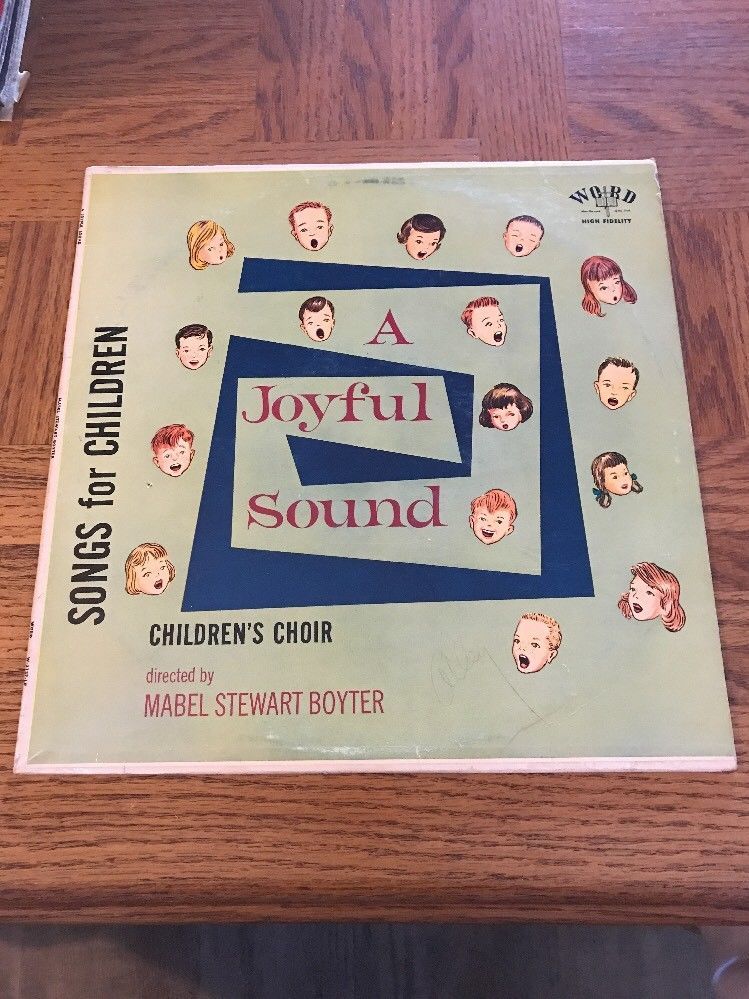 WORD
HIGH FIDELITY
SONGS for CHILDREN
A
Joyful
Sound
CHILDREN'S CHOIR
directed by
MABEL STEWART BOYTER